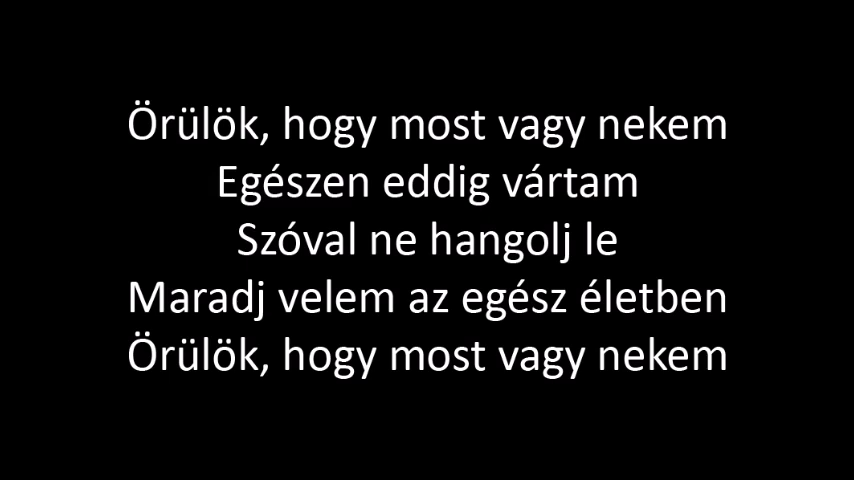 Örülök, hogy most vagy nekem
Egészen eddig vártam
Szóval ne hangolj le
Maradj velem az egész életben
Örülök, hogy most vagy nekem